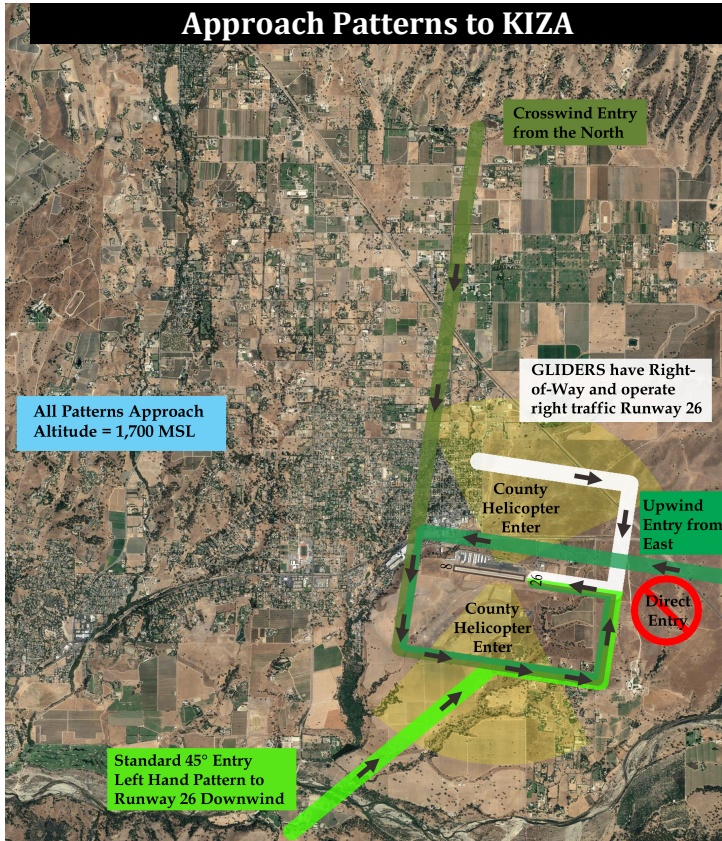 Approach Patterns to KIZA
Crosswind Entry
from the North
GLIDERS have Right-
of-Way and operate
right traffic Runway 26
All Patterns Approach
Altitude = 1,700 MSL
County
Helicopter
Enter
Upwind
Entry from
East
8
26
Direct
Entry
County
Helicopter
Enter
Standard 45° Entry
Left Hand Pattern to
Runway 26 Downwind